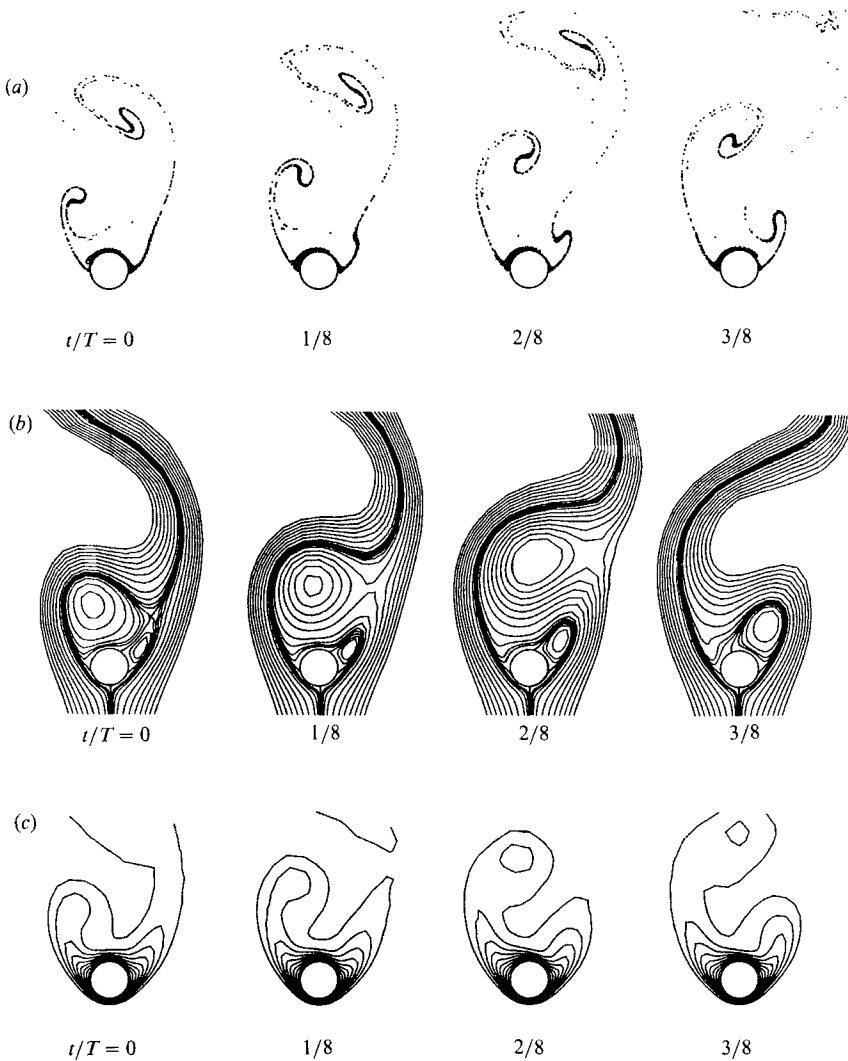 (a)
t/T = 0 1/8 2/8 3/8
(b)
t/T = 0 1/8 2/8 3/8
(c)
t/T = 0 1/8 2/8 3/8